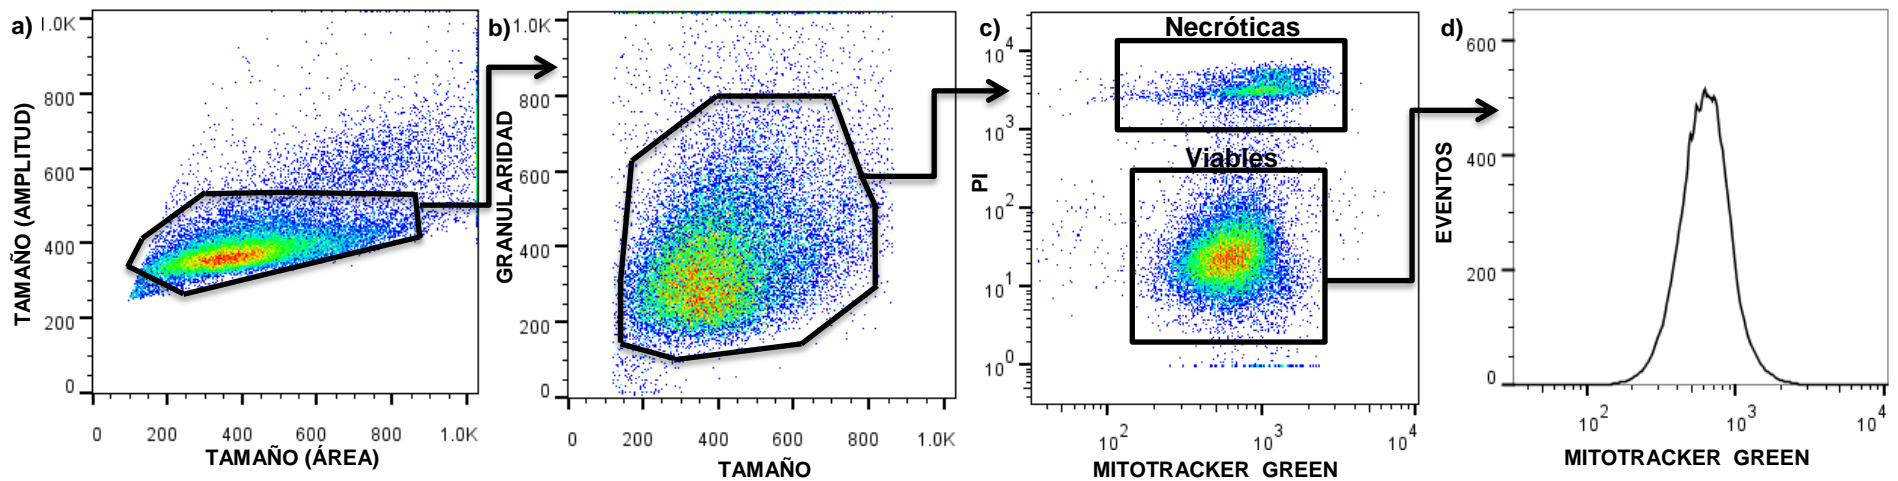 a)
1.0K
800
600
400
200
0
TAMAÑO (AMPLITUD)
0 200 400 600 800 1.0K
TAMAÑO (ÁREA)
b)
1.0K
800
600
400
200
0
GRANULARIDAD
0 200 400 600 800 1.0K
TAMAÑO
c)
Necróticas
Viables
10^4
10^3
10^2
10^1
10^0
PI
10^2 10^3 10^4
MITOTRACKER GREEN
d)
600
400
200
0
EVENTOS
10^2 10^3 10^4
MITOTRACKER GREEN